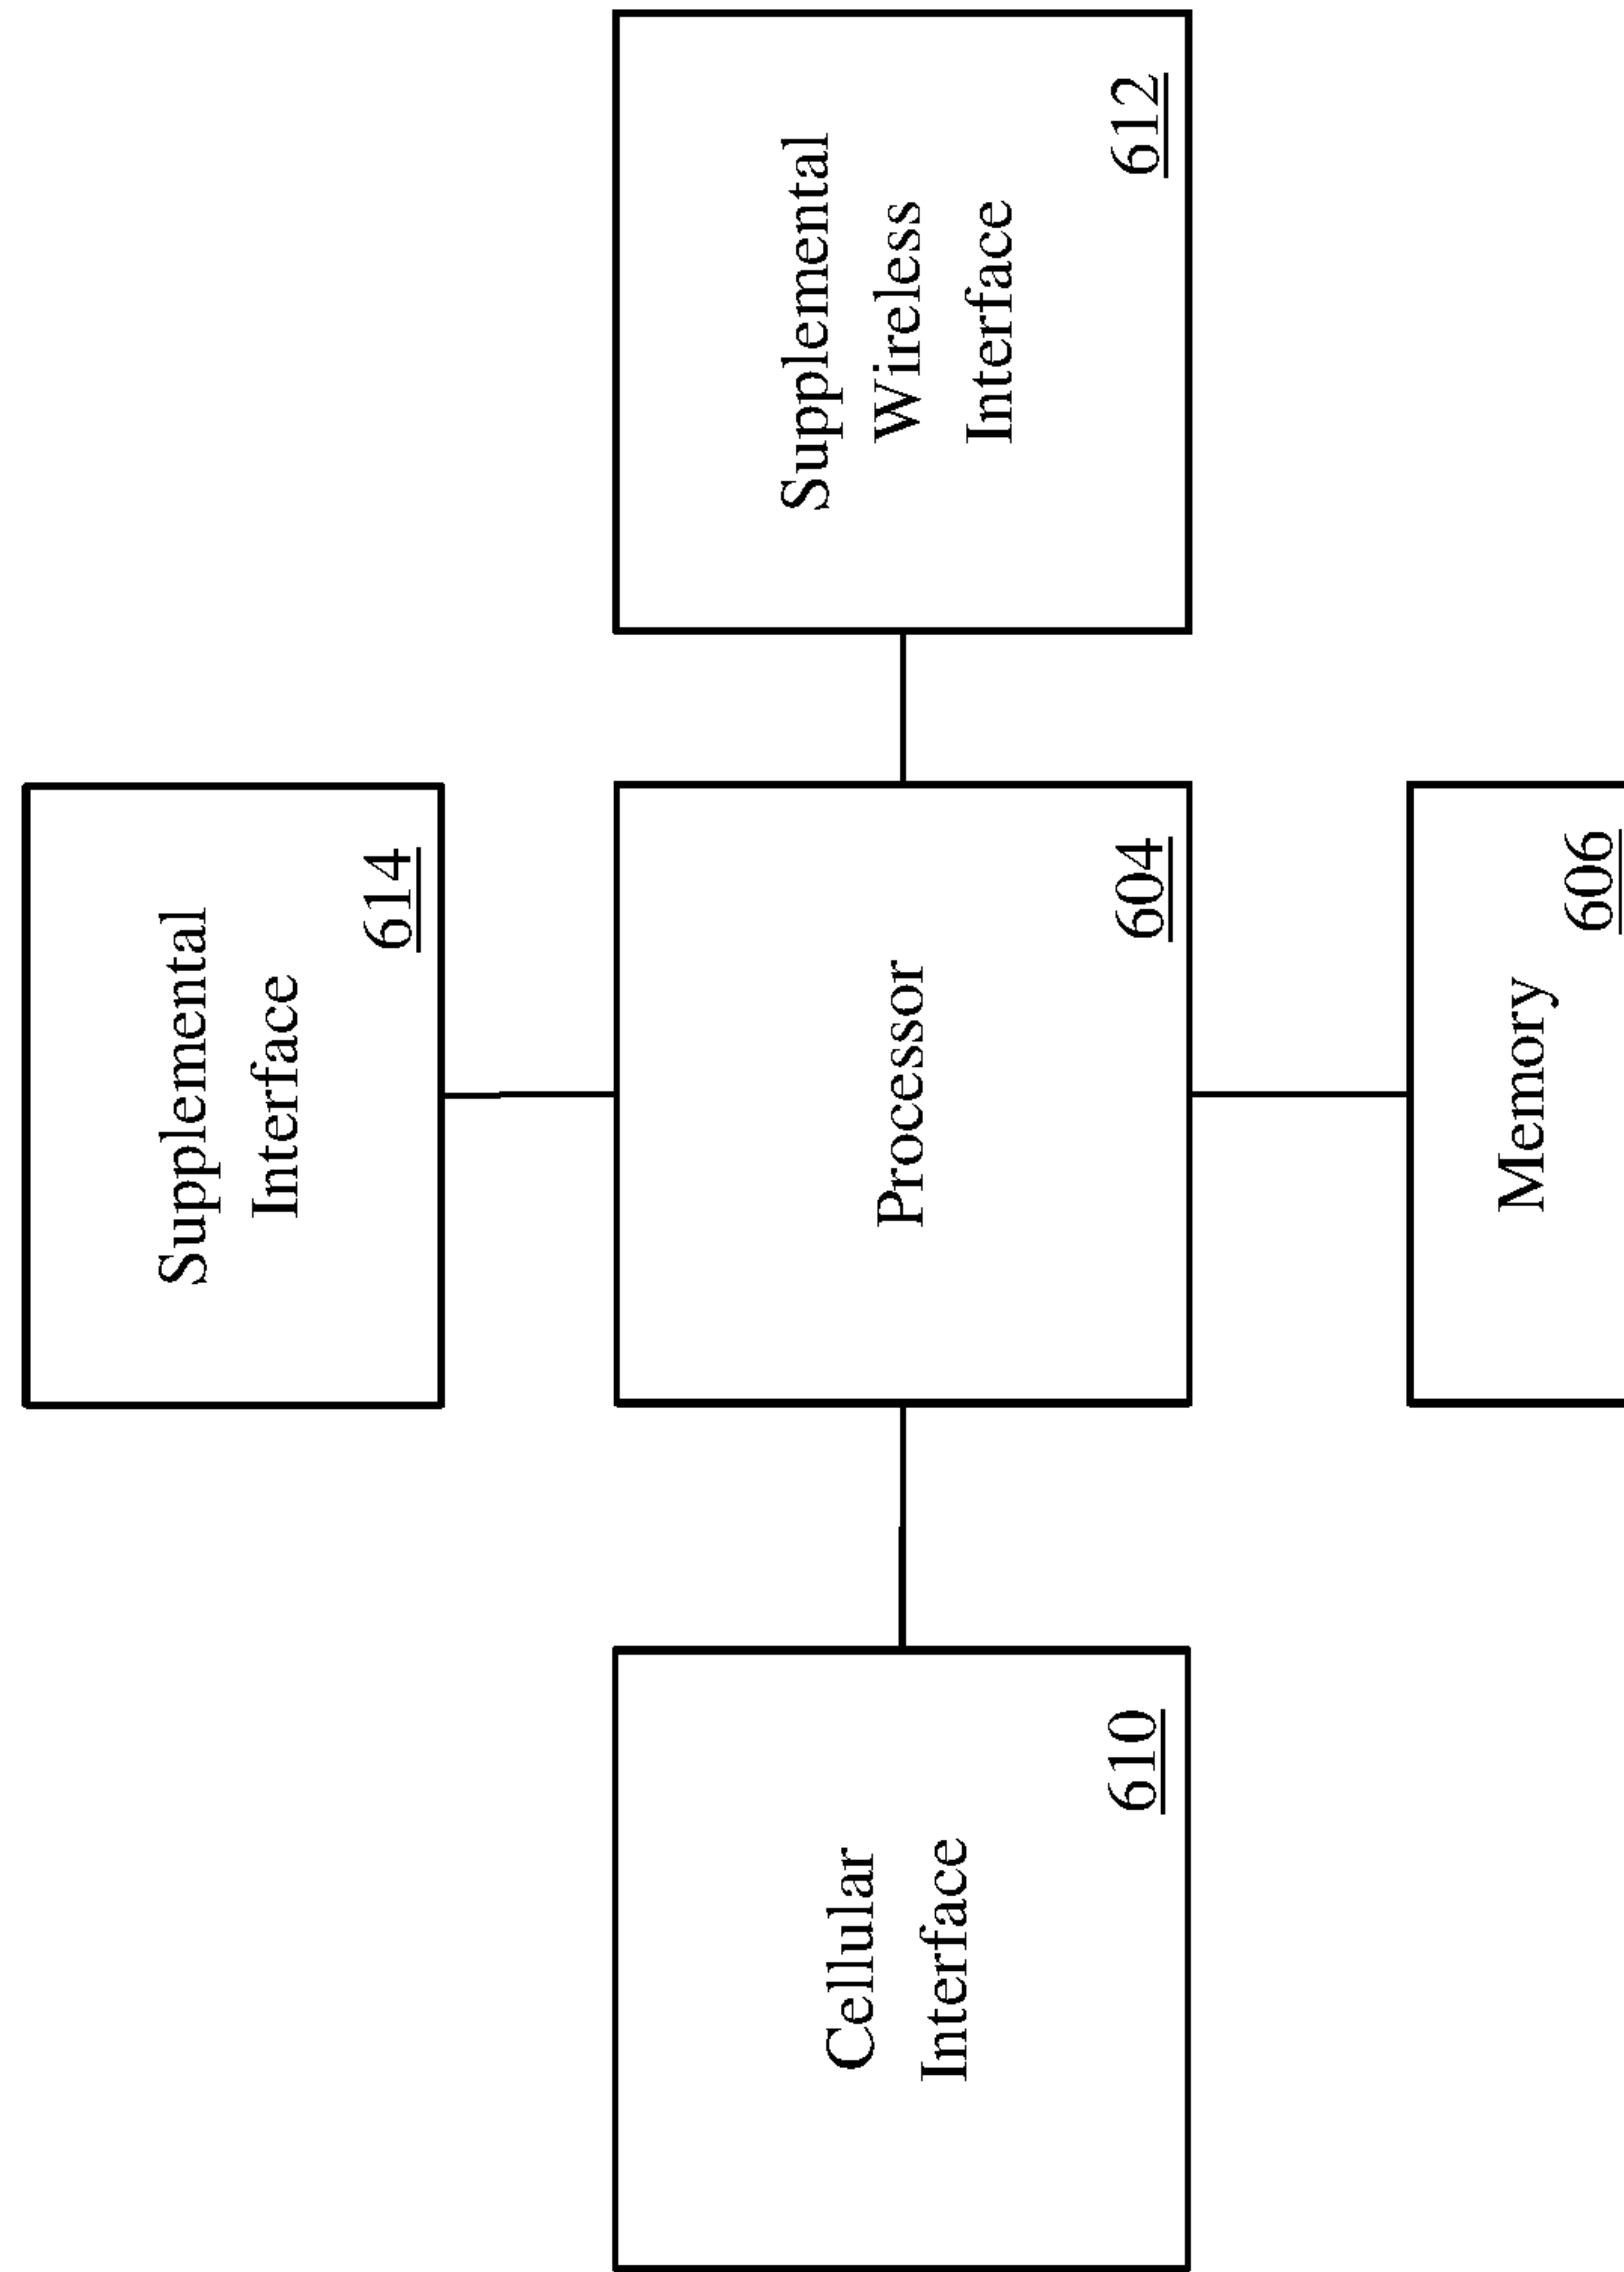 Supplemental
Interface
614
Cellular
Interface
610
Processor
604
Supplemental
Wireless
Interface
612
Memory
606